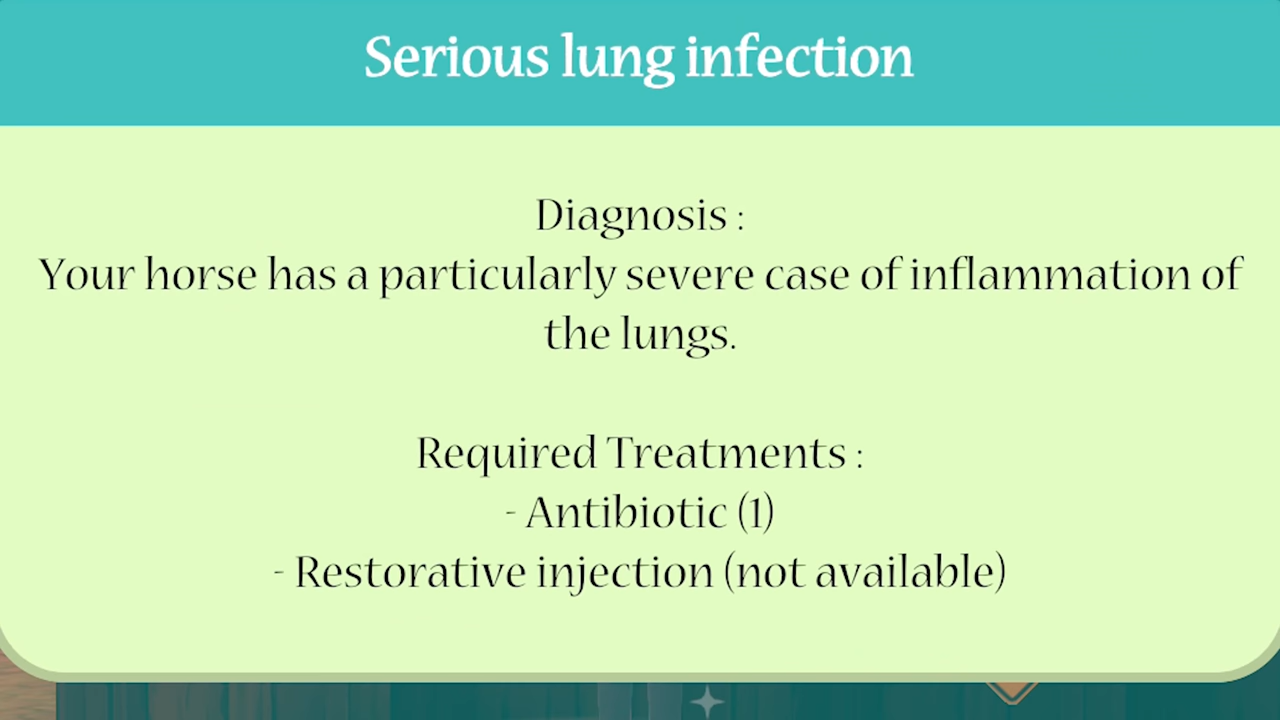 Serious lung infection
Diagnosis :
Your horse has a particularly severe case of inflammation of
the lungs.
Required Treatments :
- Antibiotic (1)
- Restorative injection (not available)